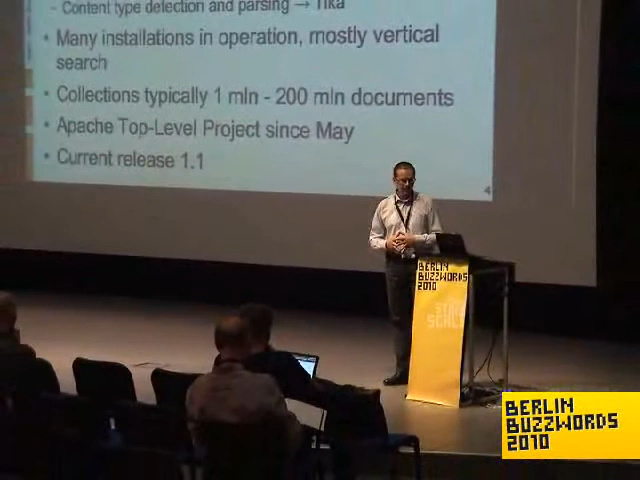 - Content type detection and parsing → Tika
• Many installations in operation, mostly vertical
search
• Collections typically 1 mln - 200 mln documents
• Apache Top-Level Project since May
• Current release 1.1
4
BERLIN
BUZZWORDS
2010
BERLIN
BUZZWORDS
2010